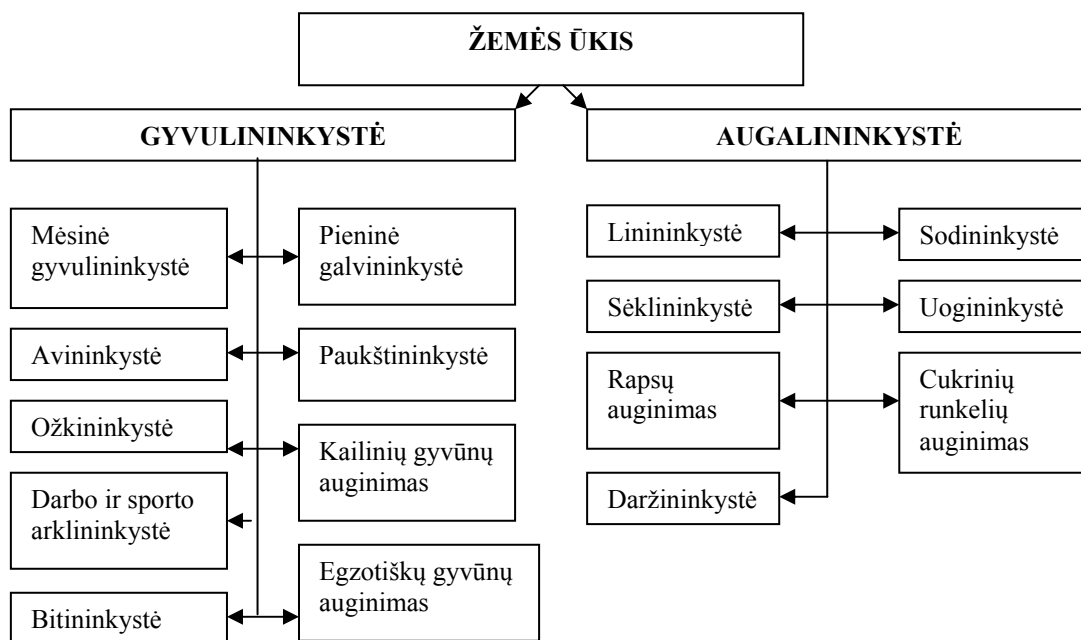 ŽEMĖS ŪKIS
GYVULININKYSTĖ
AUGALININKYSTĖ
Mėsinė
gyvulininkystė
Pieninė
galvininkystė
Avininkystė
Paukštininkystė
Ožkininkystė
Kailinių gyvūnų
auginimas
Darbo ir sporto
arklininkystė
Egzotiškų gyvūnų
auginimas
Bitininkystė
Linininkystė
Sodininkystė
Sėklininkystė
Uogininkystė
Rapsų
auginimas
Cukrinių
runkelių
auginimas
Daržininkystė